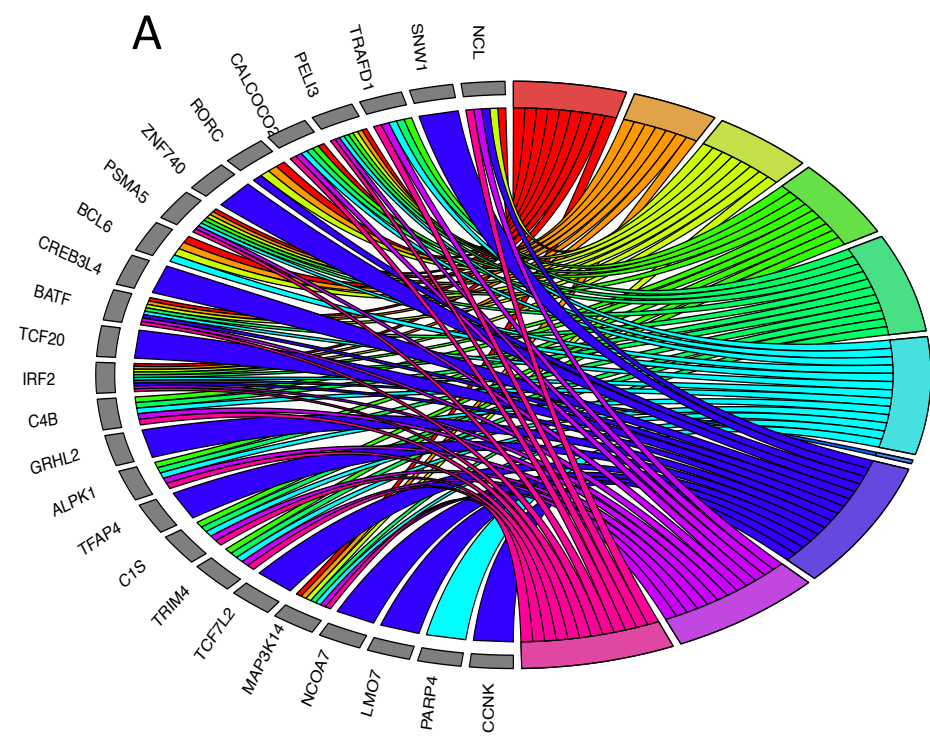 A
NCL
SNW1
TRAFD1
PELI3
CALCOCO2
RORC
ZNF740
PSMA5
BCL6
CREB3L4
BATF
TCF20
IRF2
C4B
GRHL2
ALPK1
TFAP4
C1S
TRIM4
TCF7L2
MAP3K14
NCOA7
LMO7
PARP4
CCNK